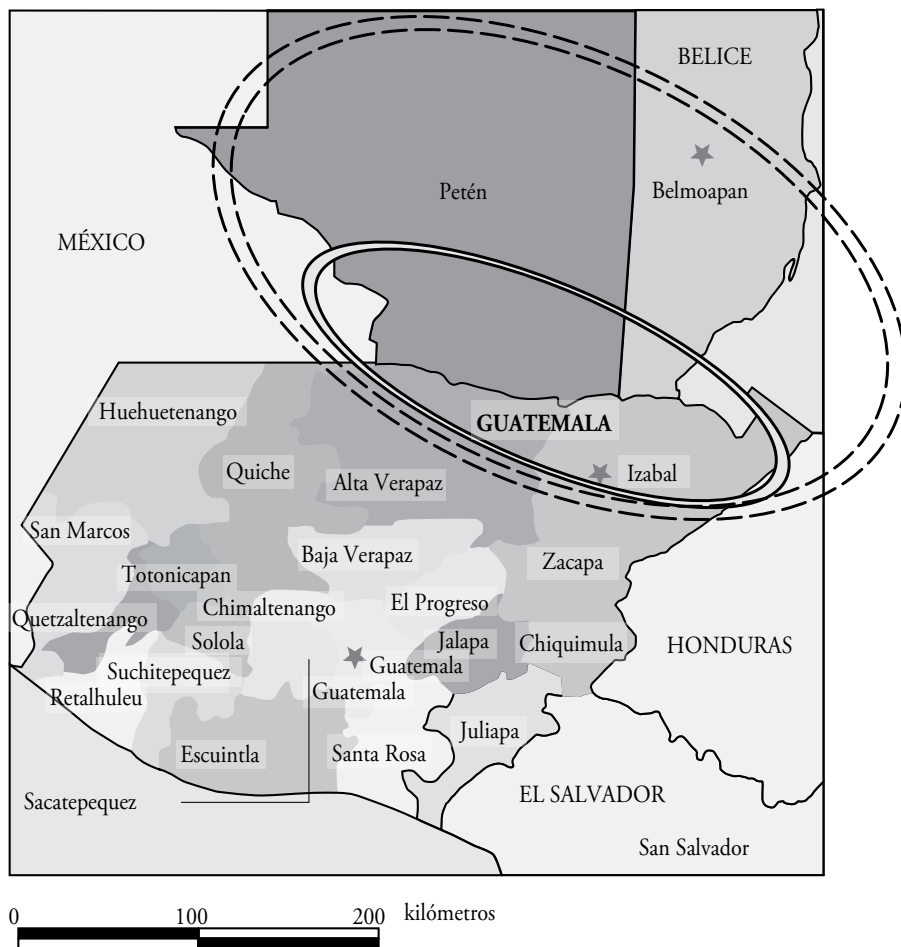 BELICE
Belmoapan
Petén
MÉXICO
Huehuetenango
GUATEMALA
Quiche
Alta Verapaz
Izabal
San Marcos
Baja Verapaz
Zacapa
Totonicapan
Chimaltenango
El Progreso
Quetzaltenango
Solola
Jalapa
Chiquimula
HONDURAS
Suchitepequez
Guatemala
Retalhuleu
Guatemala
Juliapa
Escuintla
Santa Rosa
Sacatepequez
EL SALVADOR
San Salvador
0 100 200 kilómetros